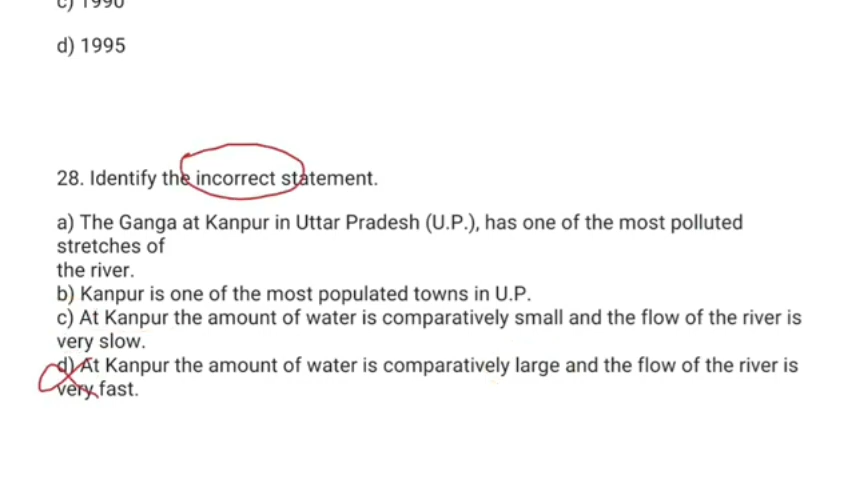 c) 1990
d) 1995
28. Identify the incorrect statement.
a) The Ganga at Kanpur in Uttar Pradesh (U.P.), has one of the most polluted
stretches of
the river.
b) Kanpur is one of the most populated towns in U.P.
c) At Kanpur the amount of water is comparatively small and the flow of the river is
very slow.
d) At Kanpur the amount of water is comparatively large and the flow of the river is
very fast.